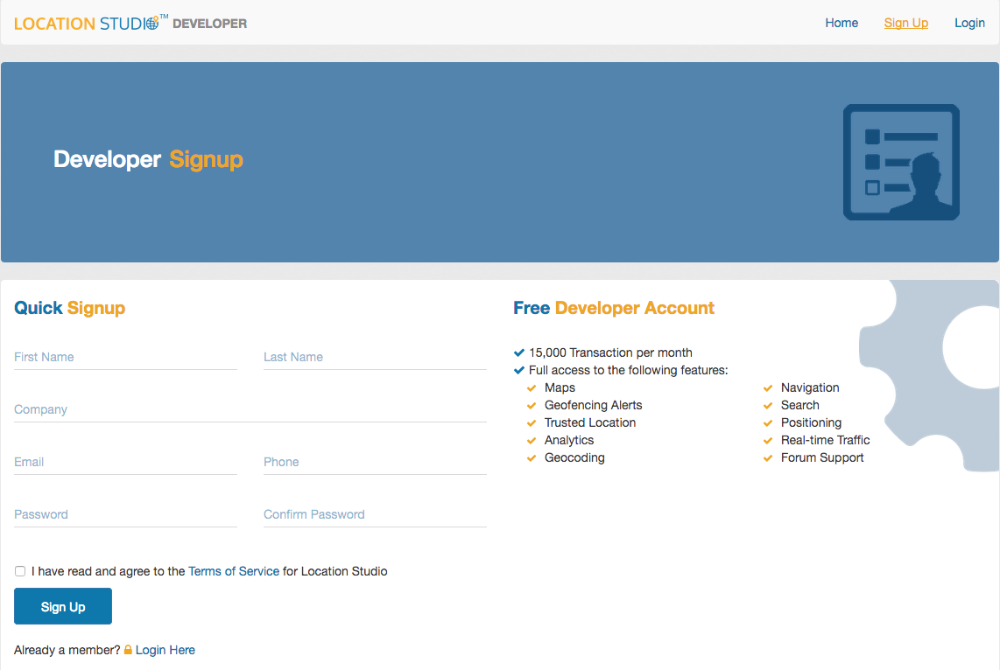 LOCATION STUDIO™ DEVELOPER
Home
Sign Up
Login
Developer Signup
Quick Signup
First Name
Last Name
Company
Email
Phone
Password
Confirm Password
I have read and agree to the Terms of Service for Location Studio
Sign Up
Already a member? Login Here
Free Developer Account
15,000 Transaction per month
Full access to the following features:
Maps
Geofencing Alerts
Trusted Location
Analytics
Geocoding
Navigation
Search
Positioning
Real-time Traffic
Forum Support